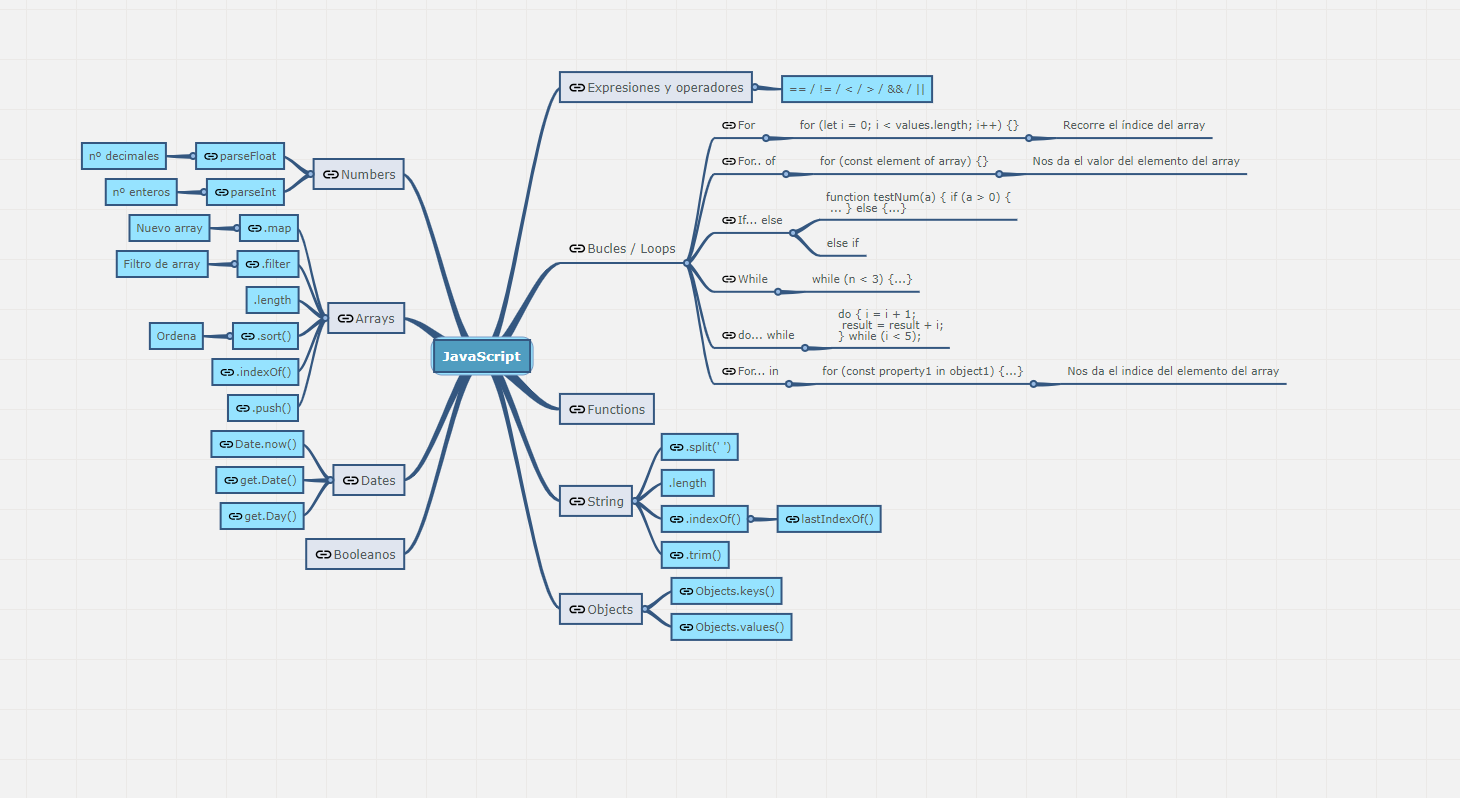 JavaScript
Expresiones y operadores
== / != / < / > / && / ||
Bucles / Loops
For
for (let i = 0; i < values.length; i++) {}
Recorre el índice del array
For.. of
for (const element of array) {}
Nos da el valor del elemento del array
If... else
function testNum(a) { if (a > 0) {
... } else {...}
else if
While
while (n < 3) {...}
do... while
do { i = i + 1;
result = result + i;
} while (i < 5);
For... in
for (const property1 in object1) {...}
Nos da el indice del elemento del array
Functions
String
.split(' ')
.length
.indexOf()
lastIndexOf()
.trim()
Objects
Objects.keys()
Objects.values()
Numbers
parseFloat
nº decimales
parseInt
nº enteros
Arrays
.map
Nuevo array
.filter
Filtro de array
.length
.sort()
Ordena
.indexOf()
.push()
Dates
Date.now()
get.Date()
get.Day()
Booleanos